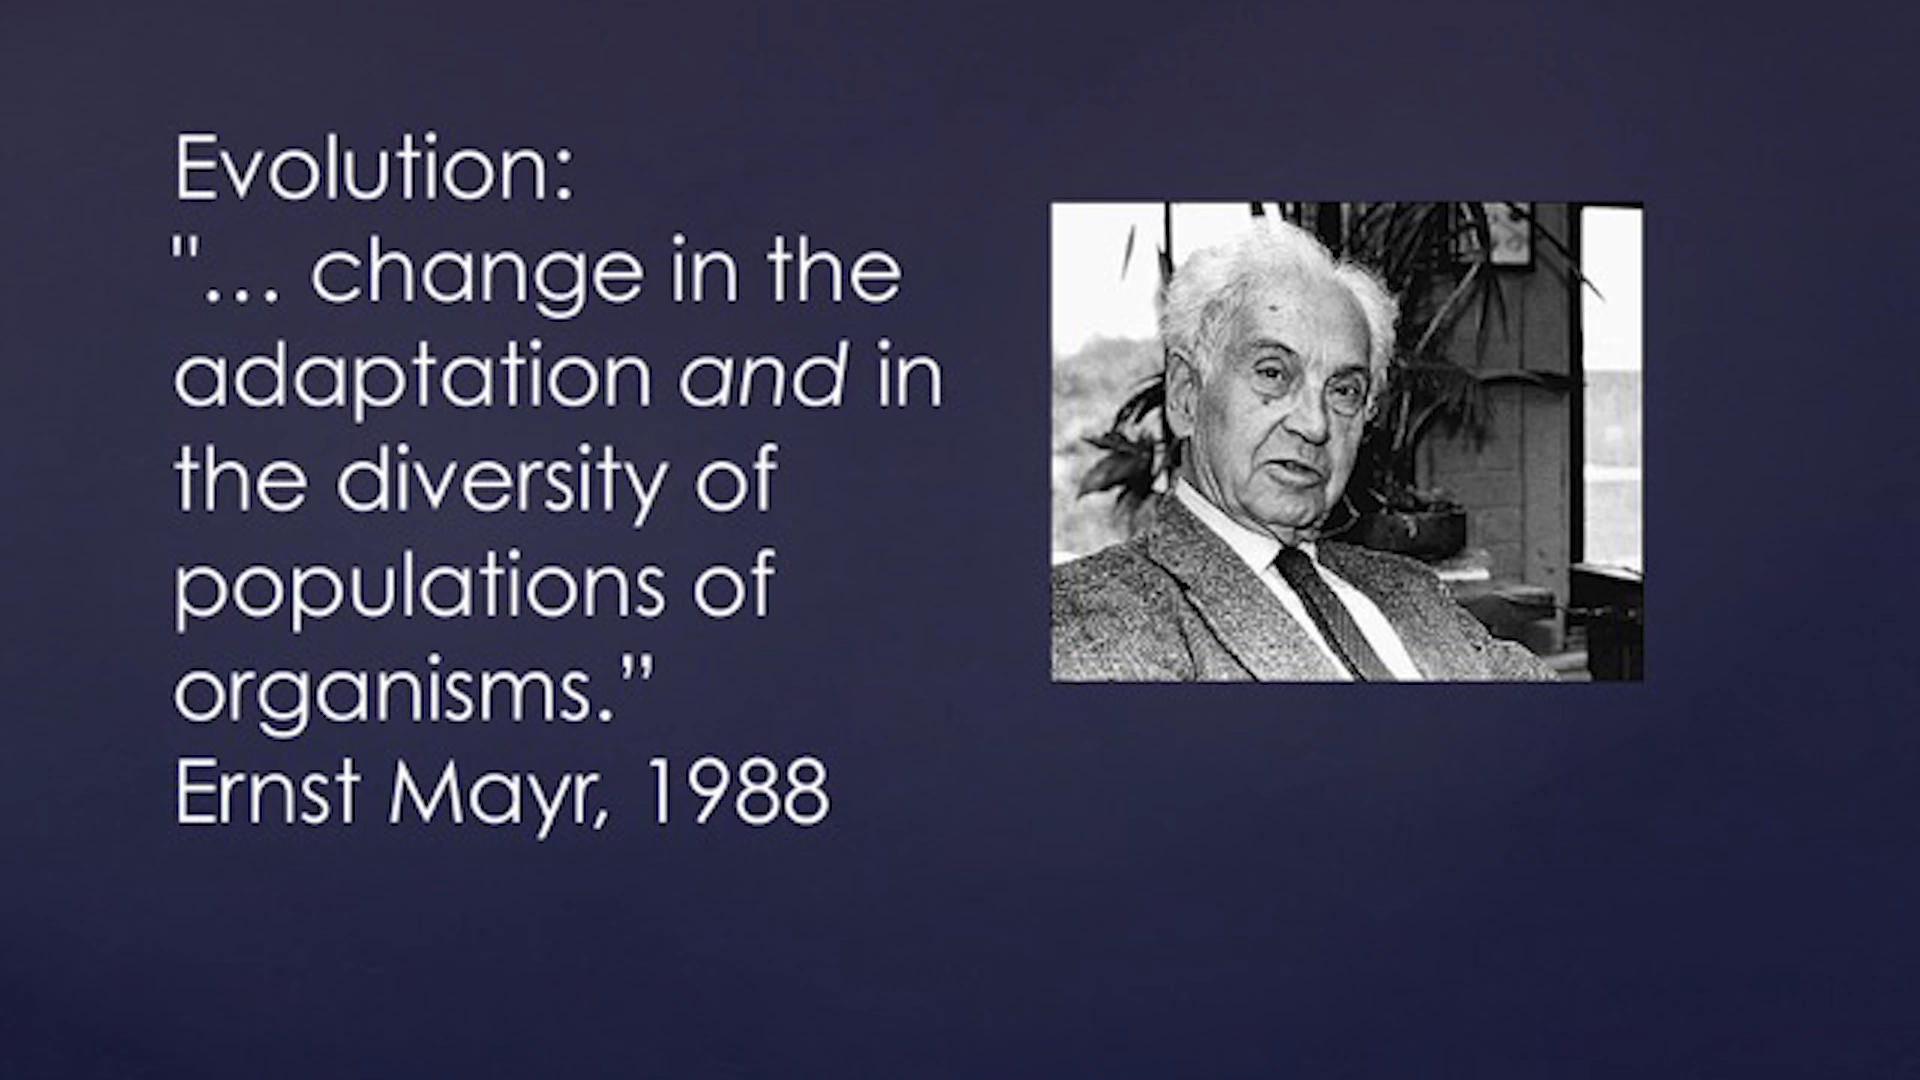 Evolution:
"… change in the
adaptation and in
the diversity of
populations of
organisms.”
Ernst Mayr, 1988